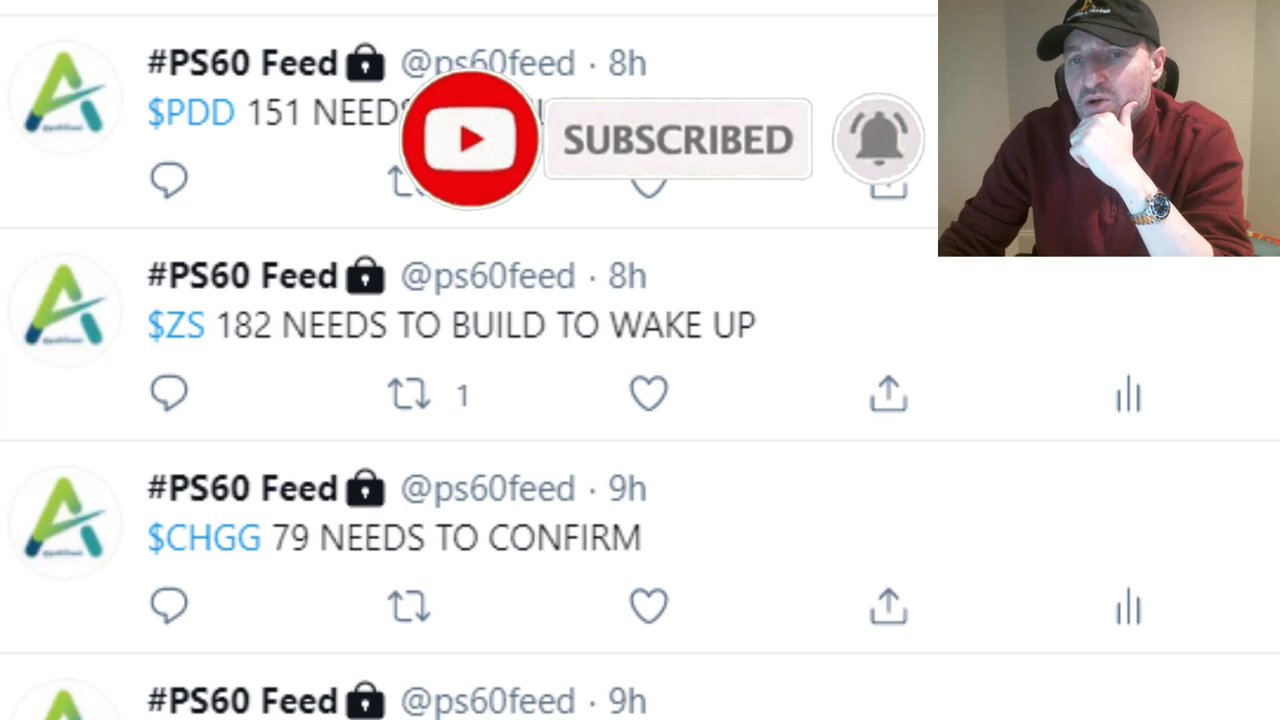 #PS60 Feed @ps60feed · 8h
$PDD 151 NEEDS
SUBSCRIBED
#PS60 Feed @ps60feed · 8h
$ZS 182 NEEDS TO BUILD TO WAKE UP
1
#PS60 Feed @ps60feed · 9h
$CHGG 79 NEEDS TO CONFIRM
#PS60 Feed @ps60feed · 9h